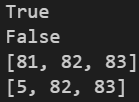 True
False
[81, 82, 83]
[5, 82, 83]